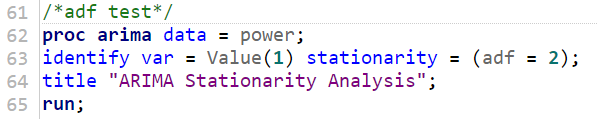 61 /*adf test*/
62 proc arima data = power;
63 identify var = Value(1) stationarity = (adf = 2);
64 title "ARIMA Stationarity Analysis";
65 run;